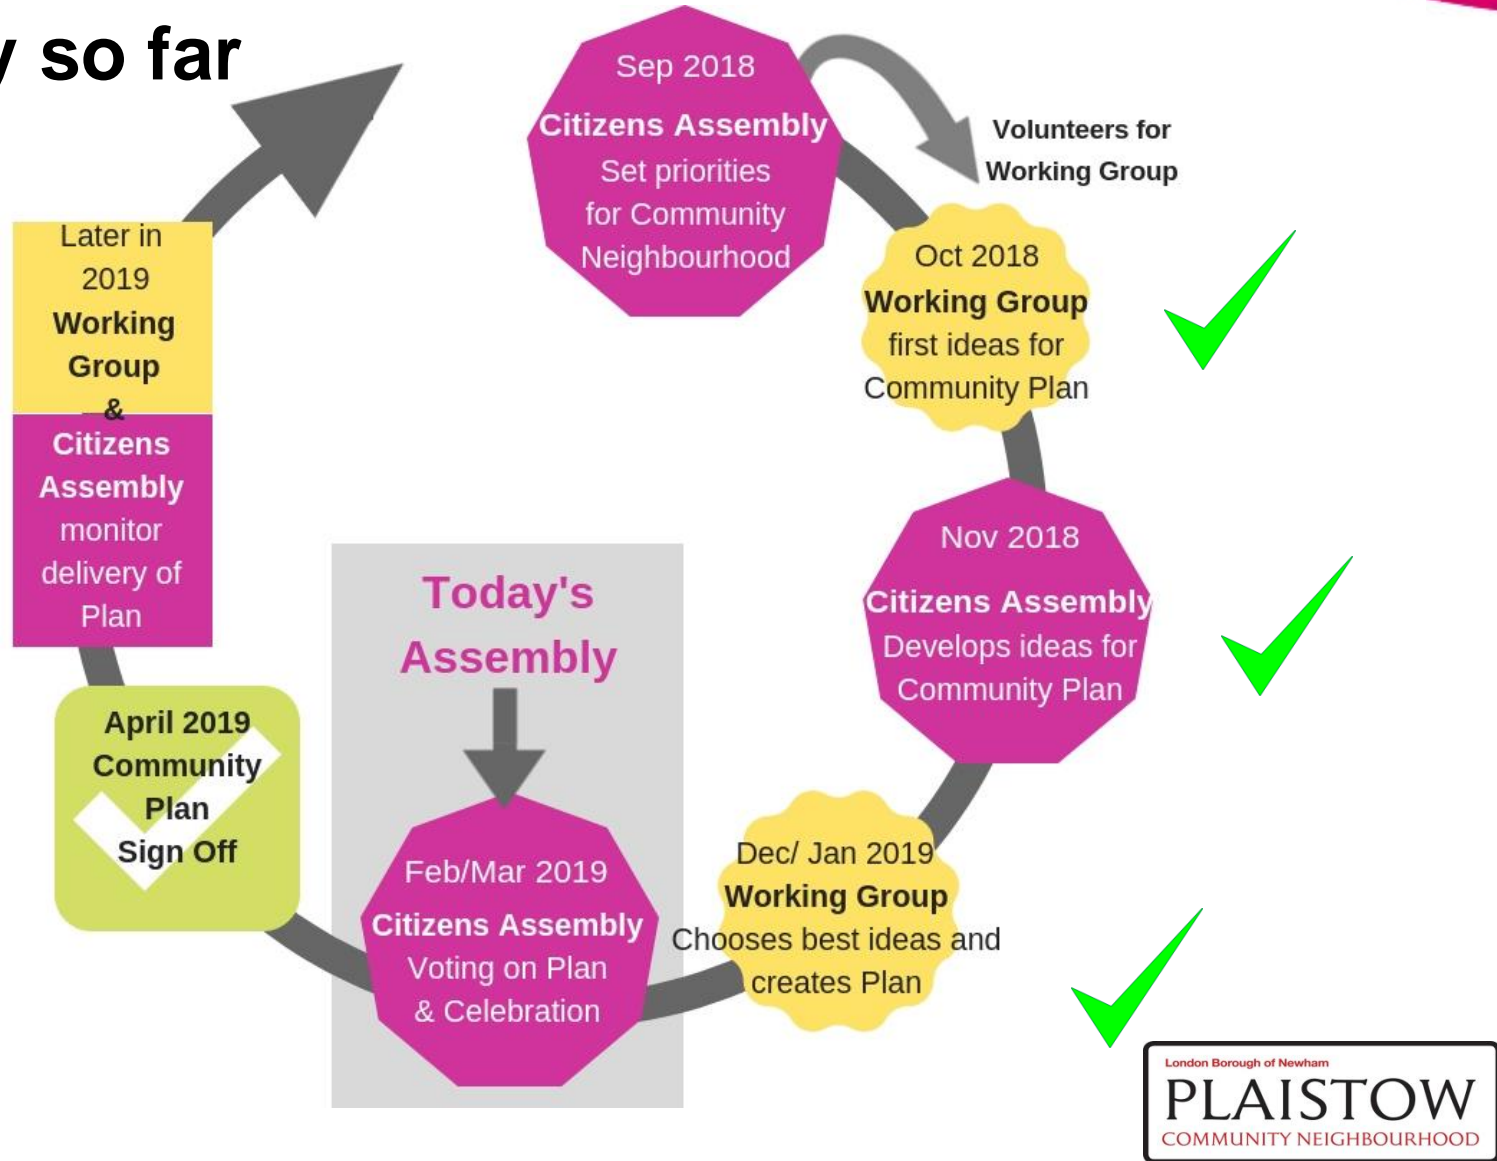 y so far
Sep 2018
Citizens Assembly
Set priorities
for Community
Neighbourhood
Volunteers for
Working Group
Oct 2018
Working Group
first ideas for
Community Plan
Nov 2018
Citizens Assembly
Develops ideas for
Community Plan
Dec/ Jan 2019
Working Group
Chooses best ideas and
creates Plan
Today's
Assembly
Feb/Mar 2019
Citizens Assembly
Voting on Plan
& Celebration
April 2019
Community
Plan
Sign Off
Later in
2019
Working
Group
&
Citizens
Assembly
monitor
delivery of
Plan
London Borough of Newham
PLAISTOW
COMMUNITY NEIGHBOURHOOD